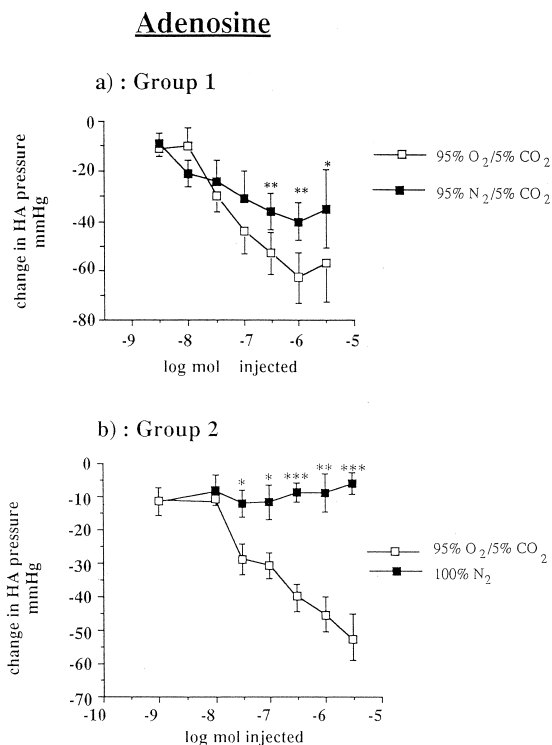 Adenosine
a) : Group 1
change in HA pressure
mmHg
0
-20
-40
-60
-80
** ** *
-9 -8 -7 -6 -5
log mol injected
95% O2/5% CO2
95% N2/5% CO2
b) : Group 2
change in HA pressure
mmHg
0
-10
-20
-30
-40
-50
-60
-70
* * *** ** ***
-10 -9 -8 -7 -6 -5
log mol injected
95% O2/5% CO2
100% N2